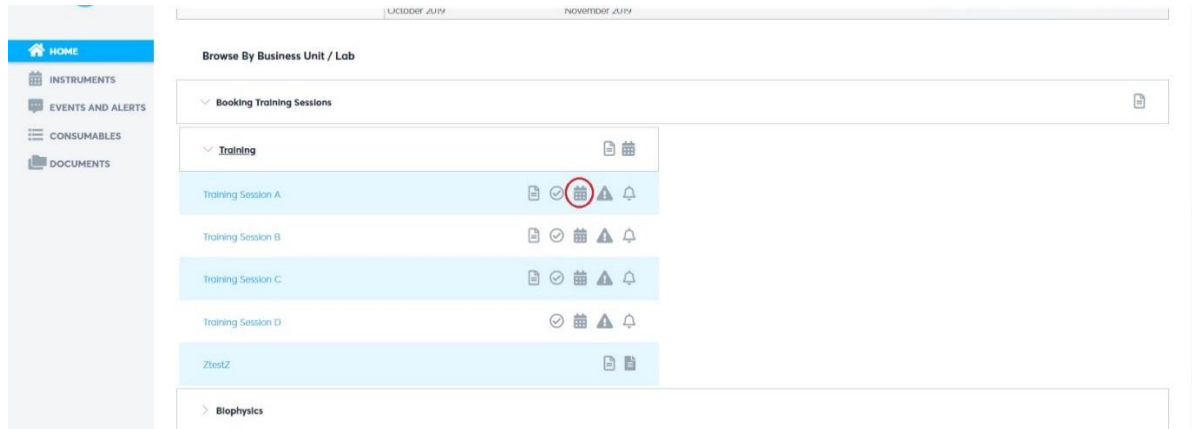 October 2019 November 2019
HOME
Browse By Business Unit / Lab
INSTRUMENTS
EVENTS AND ALERTS
Booking Training Sessions
CONSUMABLES
Training
DOCUMENTS
Training Session A
Training Session B
Training Session C
Training Session D
ZtestZ
Biophysics